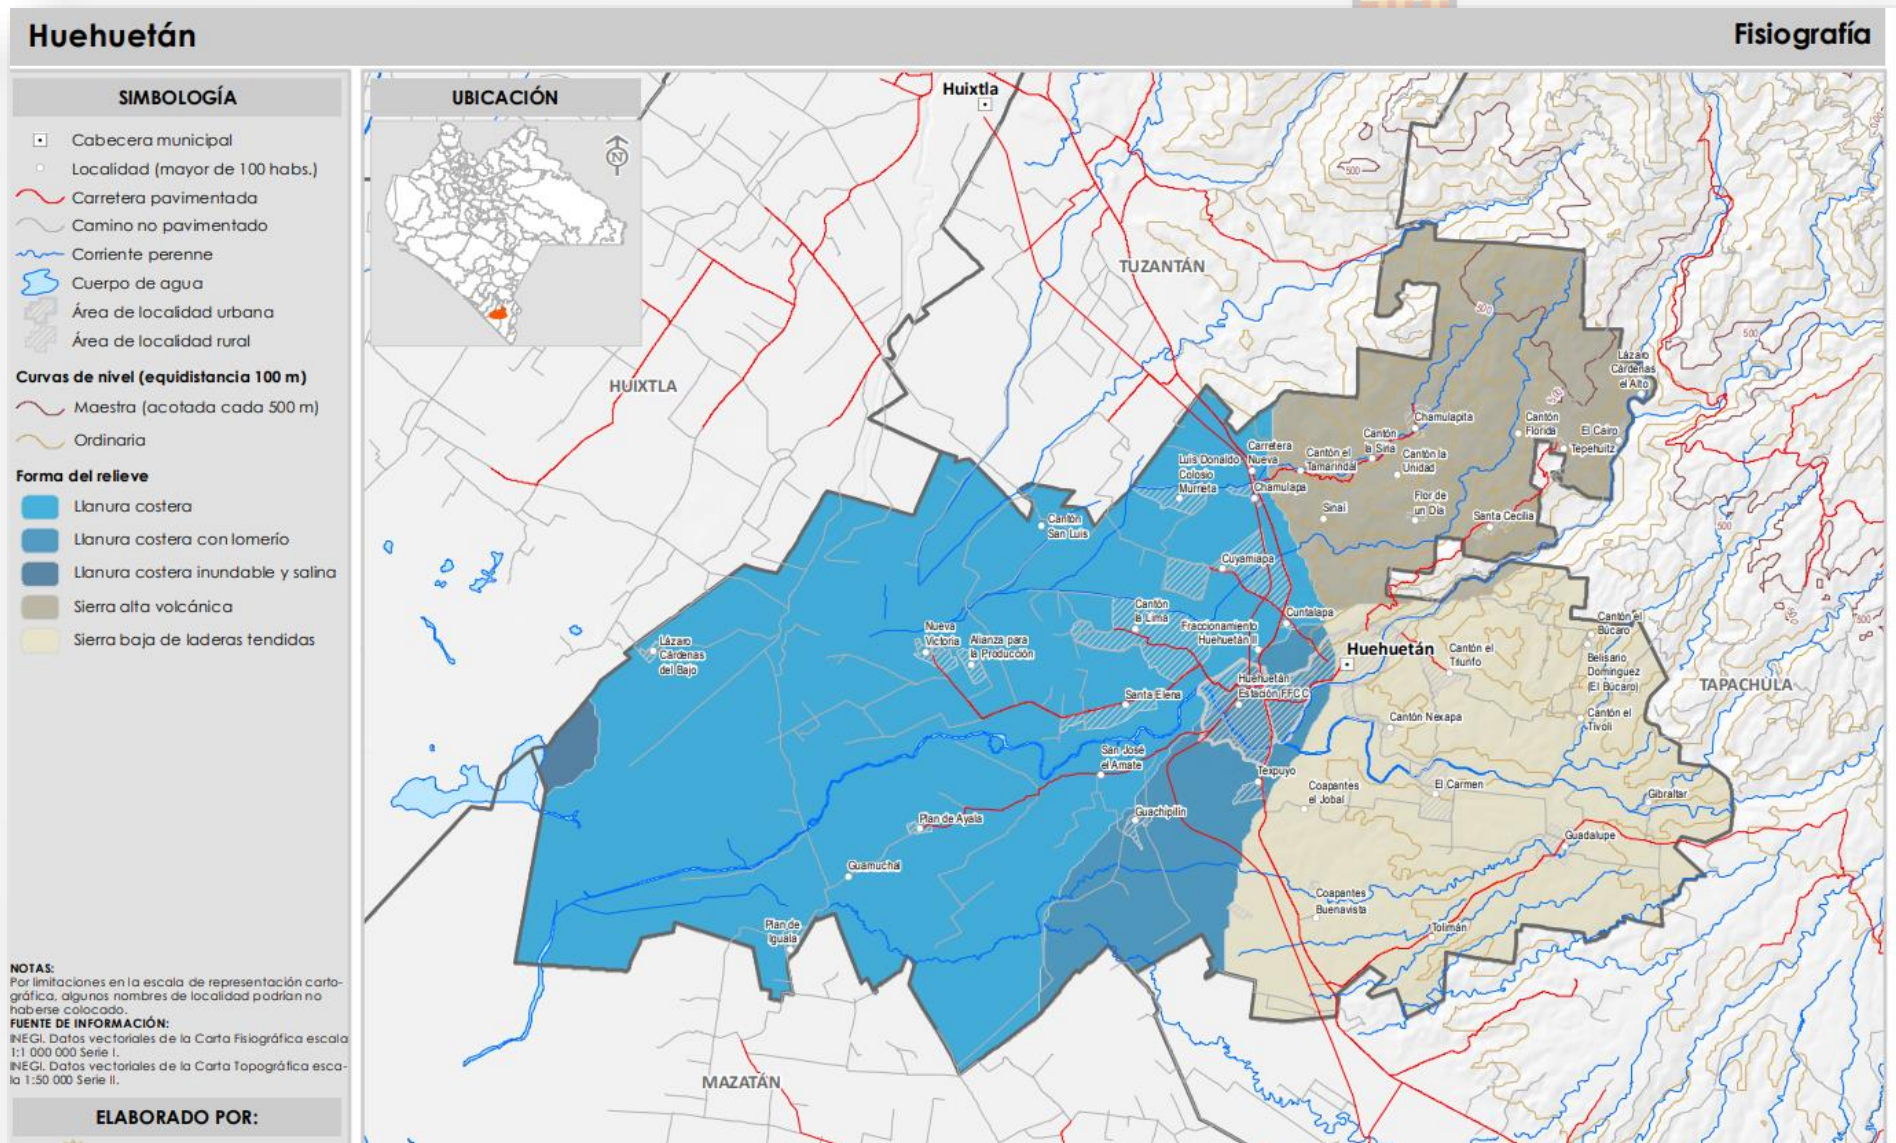 Huehuetán
Fisiografía
SIMBOLOGÍA
Cabecera municipal
Localidad (mayor de 100 habs.)
Carretera pavimentada
Camino no pavimentado
Corriente perenne
Cuerpo de agua
Área de localidad urbana
Área de localidad rural
Curvas de nivel (equidistancia 100 m)
Maestra (acotada cada 500 m)
Ordinaria
Forma del relieve
Llanura costera
Llanura costera con lomerío
Llanura costera inundable y salina
Sierra alta volcánica
Sierra baja de laderas tendidas
NOTAS:
Por limitaciones en la escala de representación carto-
gráfica, algunos nombres de localidad podrían no
haberse colocado.
FUENTE DE INFORMACIÓN:
INEGI. Datos vectoriales de la Carta Fisiográfica escala
1:1 000 000 Serie I.
INEGI. Datos vectoriales de la Carta Topográfica esca-
la 1:50 000 Serie II.
ELABORADO POR:
UBICACIÓN
N
Huixtla
500
TUZANTÁN
HUIXTLA
500
500
500
Lázaro
Cárdenas
el Alto
Chamulapita
Cantón
Florida
El Cairo
Tepehuitz
Cantón
la Sina
Cantón la
Unidad
Cantón el
Tamarindal
Carretera
Nueva
Luis Donaldo
Colosio
Murrieta
Chamulapa
Sinaí
Flor de
un Día
Santa Cecilia
500
Cantón
San Luis
Cuyamiapa
Cantón
la Lima
Cuntalapa
Fraccionamiento
Huehuetán II
Nueva
Victoria
Alianza para
la Producción
Lázaro
Cárdenas
del Bajo
Huehuetán
Cantón el
Triunfo
Cantón el
Búcaro
500
Belisario
Domínguez
(El Búcaro)
TAPACHULA
Huehuetán
Estación FFCC
Santa Elena
Cantón Nexapa
Cantón el
Tívoli
San José
el Amate
Texpuyo
Coapantes
el Jobal
El Carmen
Gibraltar
Plan de Ayala
Guachipilín
Guadalupe
Guamuchal
Coapantes
Buenavista
Plan de
Iguala
Tolimán
MAZATÁN